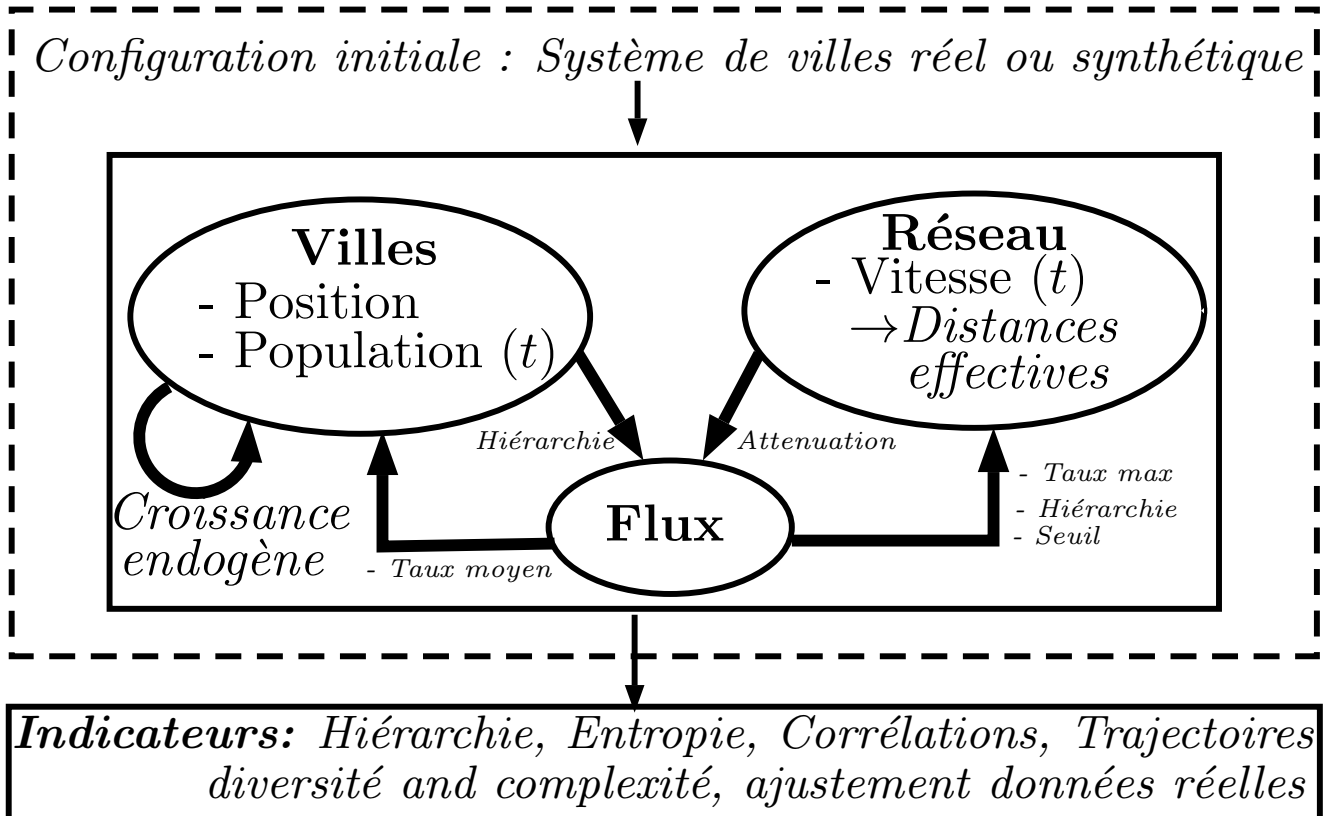 Configuration initiale : Système de villes réel ou synthétique
Villes
- Position
- Population (t)
Réseau
- Vitesse (t)
→Distances
effectives
Hiérarchie
Attenuation
Flux
Croissance
endogène
- Taux moyen
- Taux max
- Hiérarchie
- Seuil
Indicateurs: Hiérarchie, Entropie, Corrélations, Trajectoires
diversité and complexité, ajustement données réelles